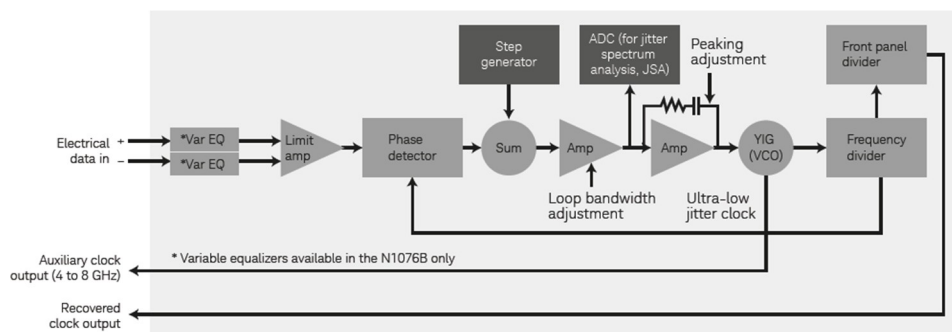 Step
generator
ADC (for jitter
spectrum
analysis, JSA)
Peaking
adjustment
Front panel
divider
Electrical
data in
+
–
*Var EQ
*Var EQ
Limit
amp
Phase
detector
Sum
Amp
Amp
YIG
(VCO)
Frequency
divider
Loop bandwidth
adjustment
Ultra-low
jitter clock
Auxiliary clock
output (4 to 8 GHz)
* Variable equalizers available in the N1076B only
Recovered
clock output